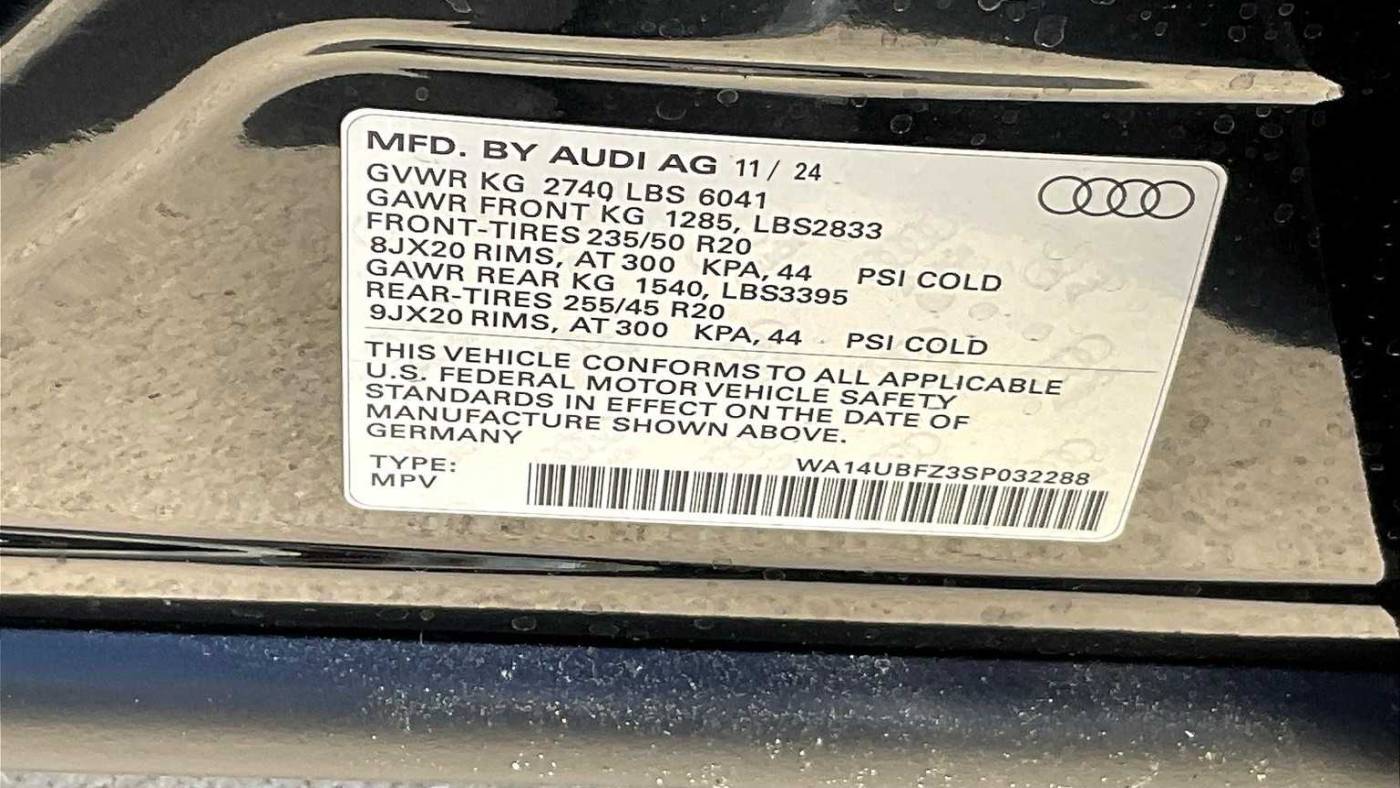 MFD. BY AUDI AG 11 / 24
GVWR KG 2740 LBS 6041
GAWR FRONT KG 1285, LBS2833
FRONT-TIRES 235/50 R20
8JX20 RIMS, AT 300 KPA, 44 PSI COLD
GAWR REAR KG 1540, LBS3395
REAR-TIRES 255/45 R20
9JX20 RIMS, AT 300 KPA, 44 PSI COLD
THIS VEHICLE CONFORMS TO ALL APPLICABLE
U.S. FEDERAL MOTOR VEHICLE SAFETY
STANDARDS IN EFFECT ON THE DATE OF
MANUFACTURE SHOWN ABOVE.
GERMANY
WA14UBFZ3SP032288
TYPE:
MPV